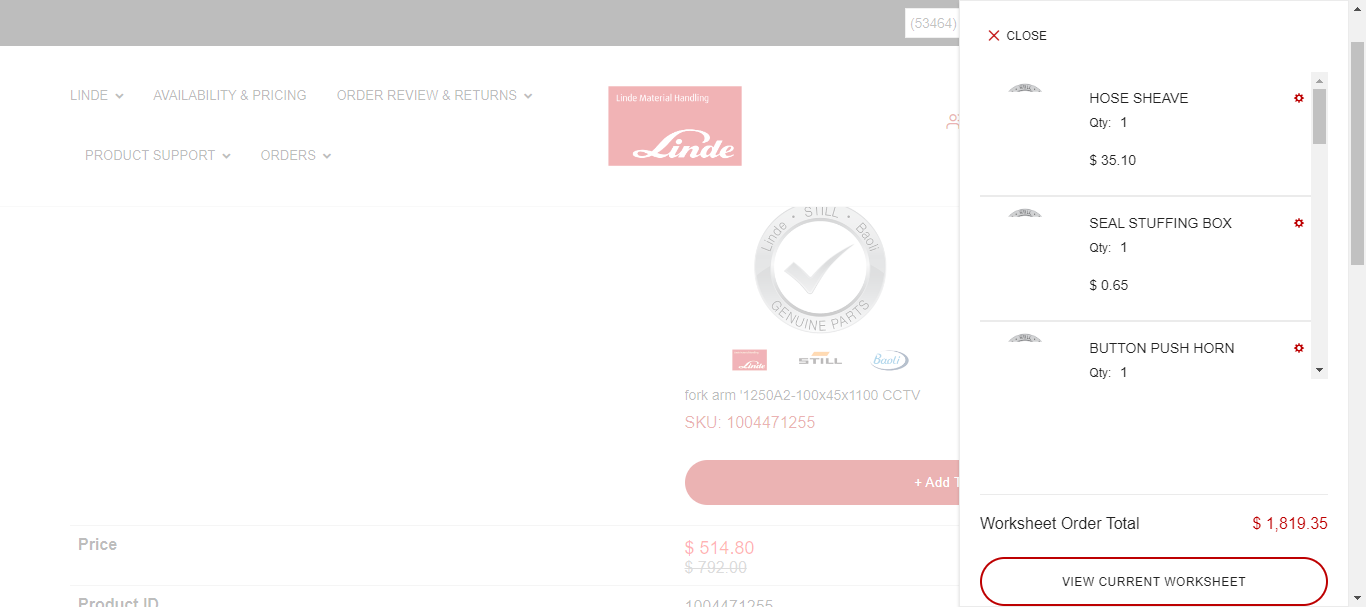 (53464)
CLOSE
LINDE
AVAILABILITY & PRICING
ORDER REVIEW & RETURNS
PRODUCT SUPPORT
ORDERS
Linde Material Handling
Linde
Linde · STILL · Baoli
GENUINE PARTS
Linde
STILL
Baoli
fork arm '1250A2-100x45x1100 CCTV
SKU: 1004471255
+ Add
Price
$ 514.80
$ 792.00
Product ID
1004471255
HOSE SHEAVE
Qty: 1
$ 35.10
SEAL STUFFING BOX
Qty: 1
$ 0.65
BUTTON PUSH HORN
Qty: 1
Worksheet Order Total
$ 1,819.35
VIEW CURRENT WORKSHEET